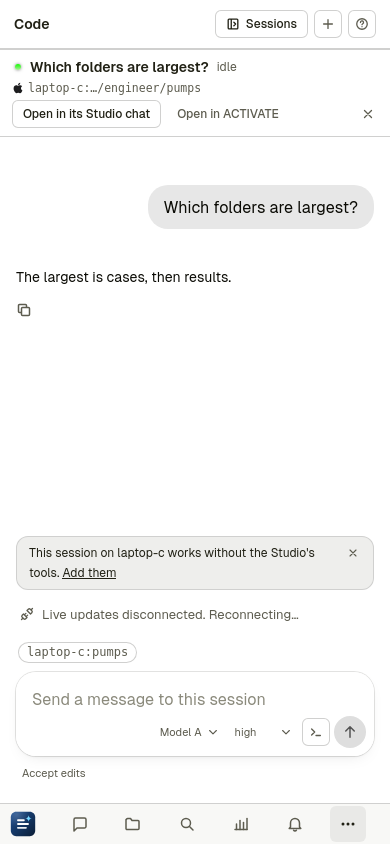 Code
Sessions
Which folders are largest? idle
laptop-c:…/engineer/pumps
Open in its Studio chat
Open in ACTIVATE
Which folders are largest?
The largest is cases, then results.
This session on laptop-c works without the Studio's
tools. Add them
Live updates disconnected. Reconnecting…
laptop-c:pumps
Send a message to this session
Model A
high
Accept edits